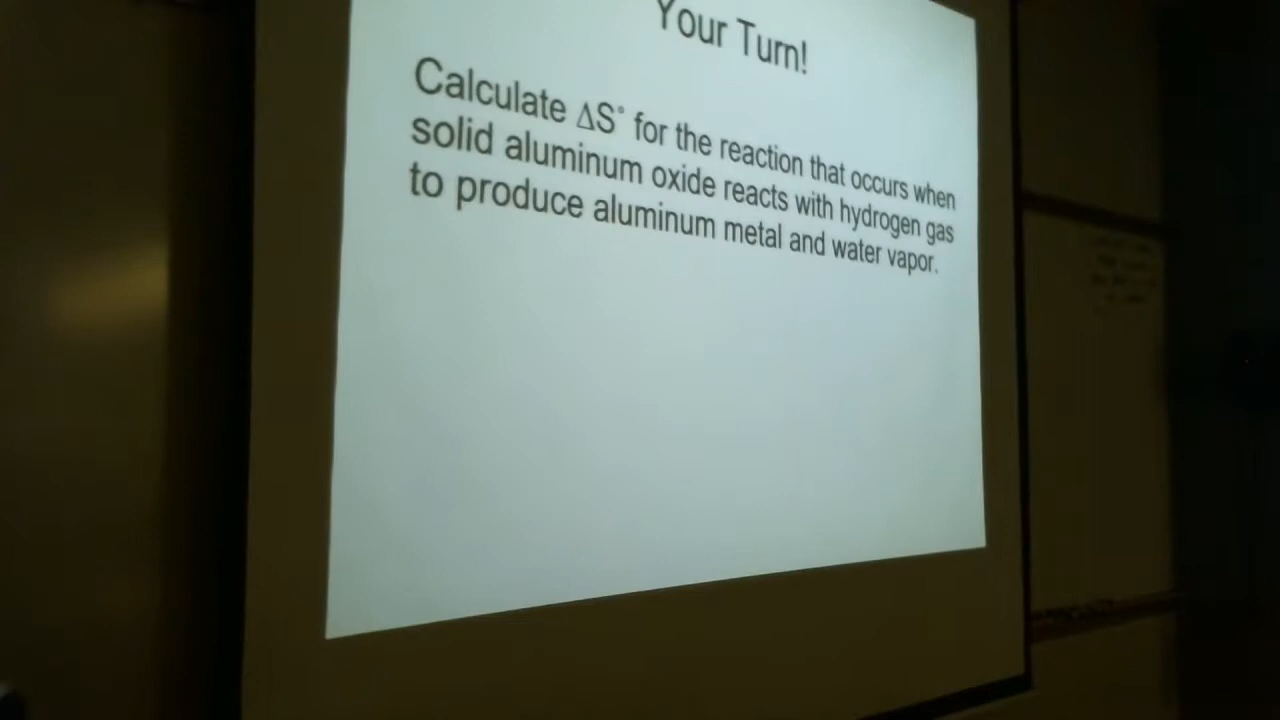 Your Turn!
Calculate ΔS° for the reaction that occurs when
solid aluminum oxide reacts with hydrogen gas
to produce aluminum metal and water vapor.